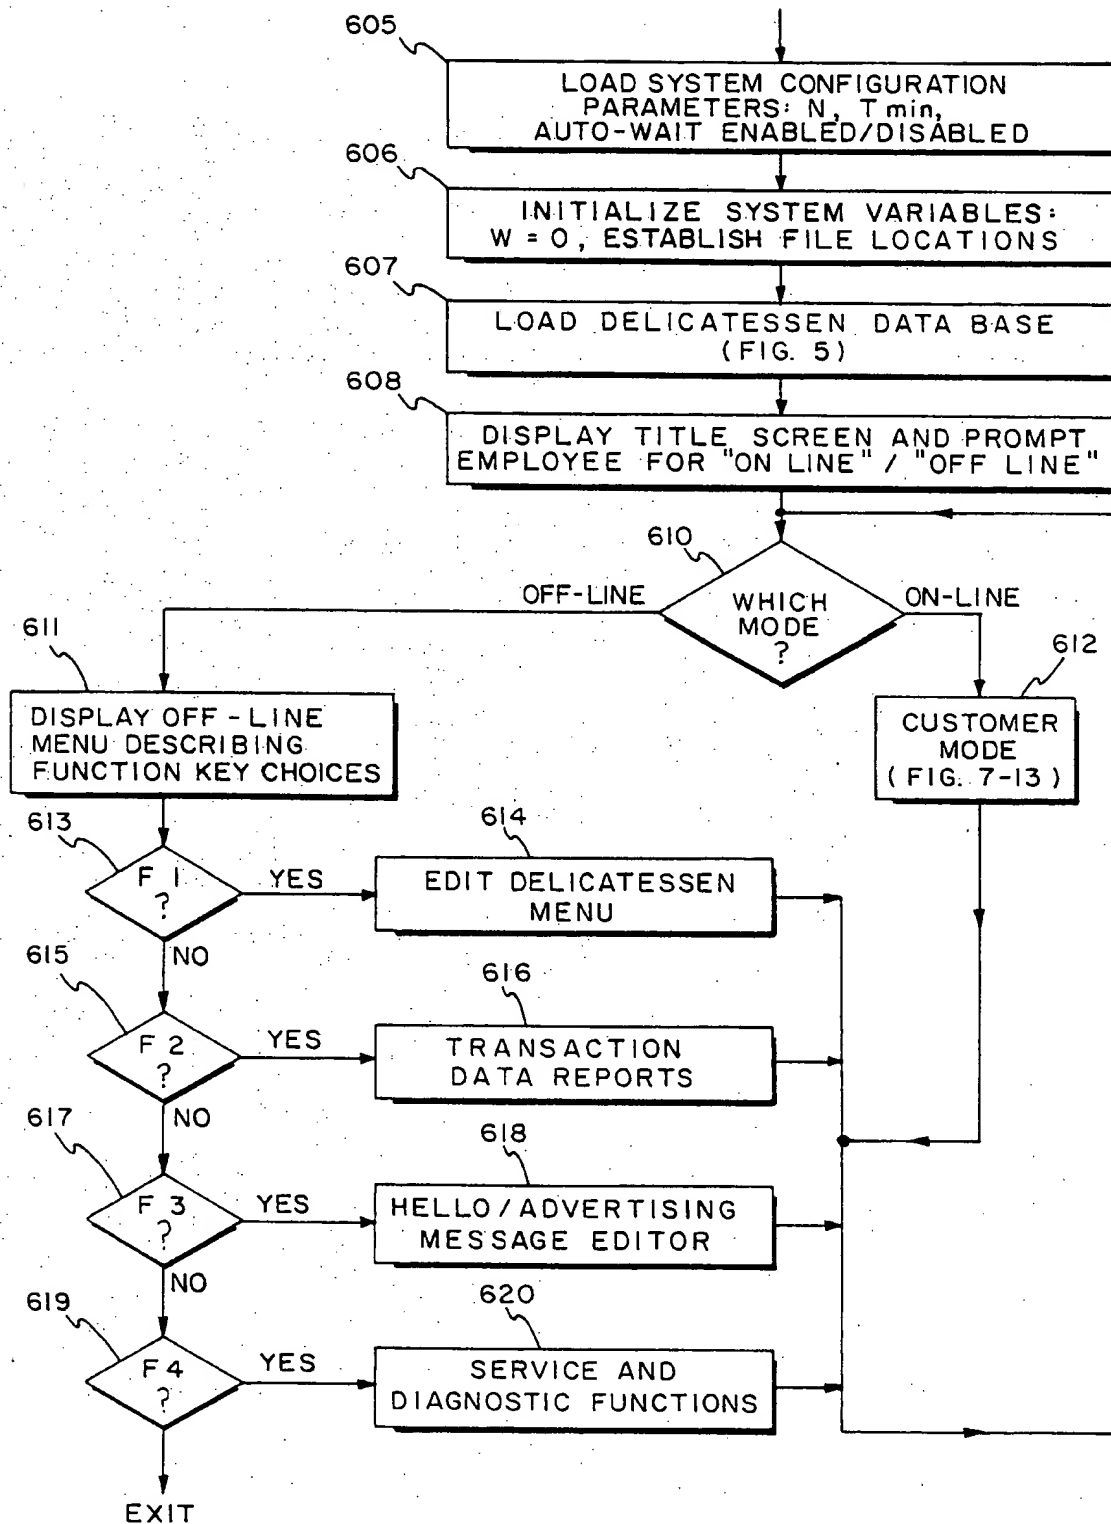 605
LOAD SYSTEM CONFIGURATION
PARAMETERS: N, T min,
AUTO-WAIT ENABLED/DISABLED
606
INITIALIZE SYSTEM VARIABLES:
W = 0, ESTABLISH FILE LOCATIONS
607
LOAD DELICATESSEN DATA BASE
(FIG. 5)
608
DISPLAY TITLE SCREEN AND PROMPT
EMPLOYEE FOR "ON LINE" / "OFF LINE"
610
OFF-LINE
WHICH
MODE
?
ON-LINE
611
DISPLAY OFF-LINE
MENU DESCRIBING
FUNCTION KEY CHOICES
612
CUSTOMER
MODE
(FIG. 7-13)
613
F 1
?
YES
NO
614
EDIT DELICATESSEN
MENU
615
F 2
?
YES
NO
616
TRANSACTION
DATA REPORTS
617
F 3
?
YES
NO
618
HELLO/ADVERTISING
MESSAGE EDITOR
619
F 4
?
YES
620
SERVICE AND
DIAGNOSTIC FUNCTIONS
EXIT